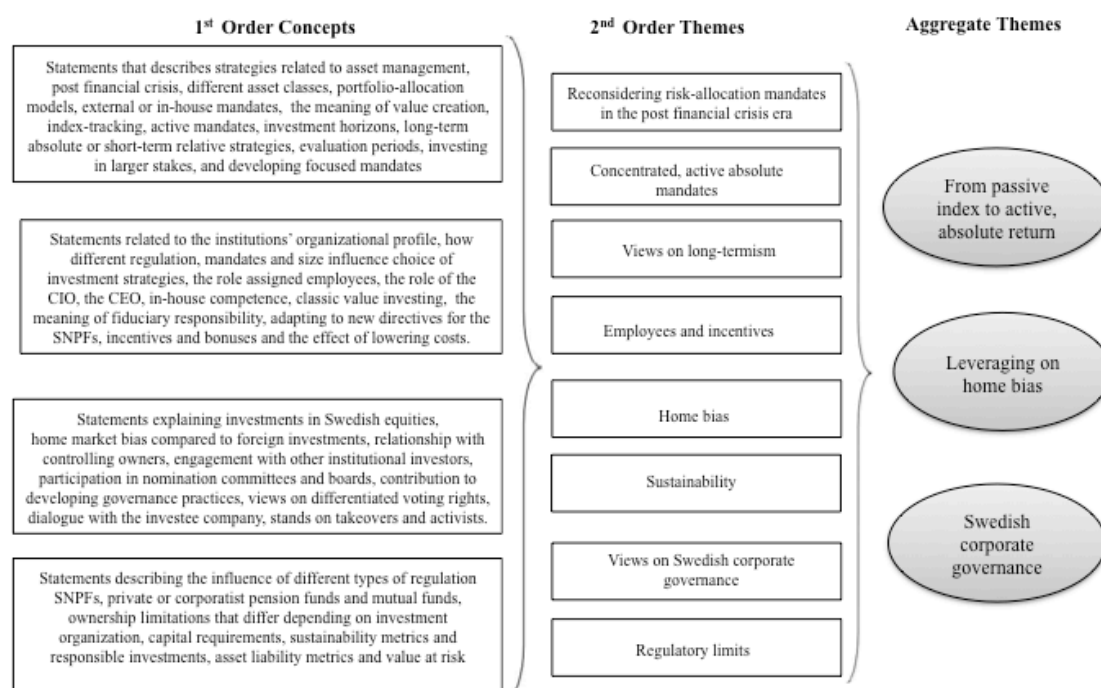 1st Order Concepts
2nd Order Themes
Aggregate Themes
Statements that describes strategies related to asset management,
post financial crisis, different asset classes, portfolio-allocation
models, external or in-house mandates, the meaning of value creation,
index-tracking, active mandates, investment horizons, long-term
absolute or short-term relative strategies, evaluation periods, investing
in larger stakes, and developing focused mandates
Statements related to the institutions' organizational profile, how
different regulation, mandates and size influence choice of
investment strategies, the role assigned employees, the role of the
CIO, the CEO, in-house competence, classic value investing, the
meaning of fiduciary responsibility, adapting to new directives for the
SNPFs, incentives and bonuses and the effect of lowering costs.
Statements explaining investments in Swedish equities,
home market bias compared to foreign investments, relationship with
controlling owners, engagement with other institutional investors,
participation in nomination committees and boards, contribution to
developing governance practices, views on differentiated voting rights,
dialogue with the investee company, stands on takeovers and activists.
Statements describing the influence of different types of regulation
SNPFs, private or corporatist pension funds and mutual funds,
ownership limitations that differ depending on investment
organization, capital requirements, sustainability metrics and
responsible investments, asset liability metrics and value at risk
Reconsidering risk-allocation mandates
in the post financial crisis era
Concentrated, active absolute
mandates
Views on long-termism
Employees and incentives
Home bias
Sustainability
Views on Swedish corporate
governance
Regulatory limits
From passive
index to active,
absolute return
Leveraging on
home bias
Swedish
corporate
governance